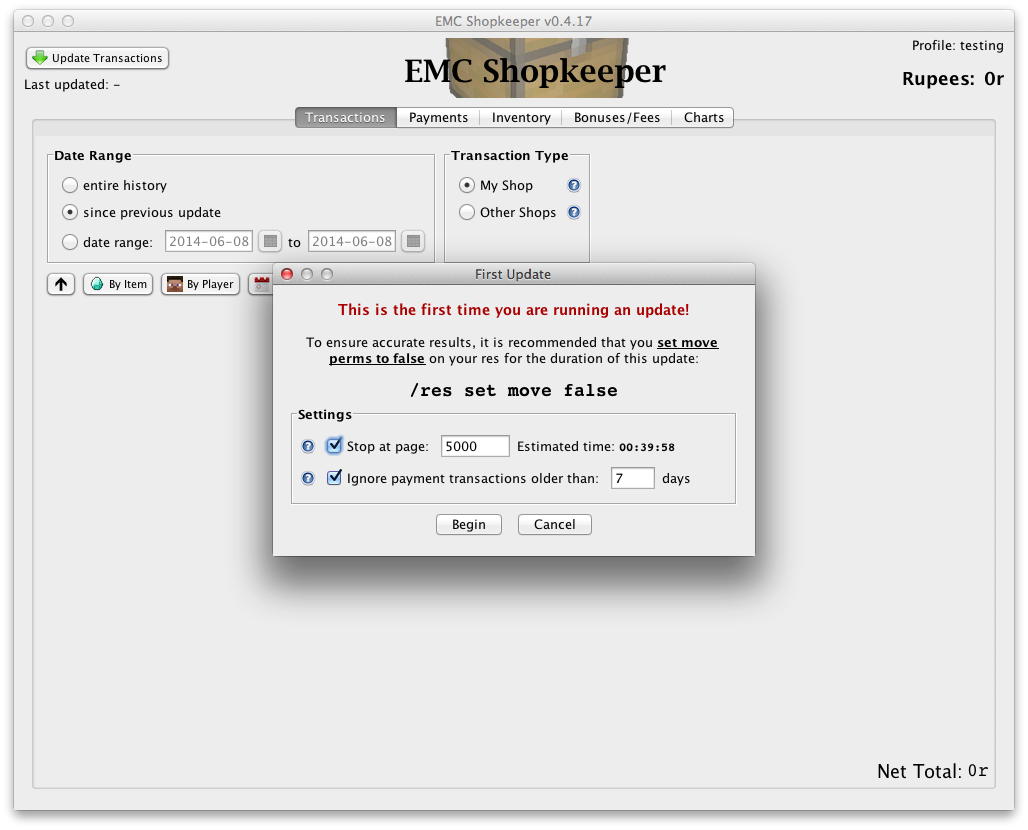 EMC Shopkeeper v0.4.17
Update Transactions
Last updated: –
EMC Shopkeeper
Profile: testing
Rupees: 0r
Transactions
Payments
Inventory
Bonuses/Fees
Charts
Date Range
entire history
since previous update
date range: 2014-06-08 to 2014-06-08
Transaction Type
My Shop ?
Other Shops ?
By Item
By Player
First Update
This is the first time you are running an update!
To ensure accurate results, it is recommended that you set move
perms to false on your res for the duration of this update:
/res set move false
Settings
? Stop at page: 5000 Estimated time: 00:39:58
? Ignore payment transactions older than: 7 days
Begin
Cancel
Net Total: 0r